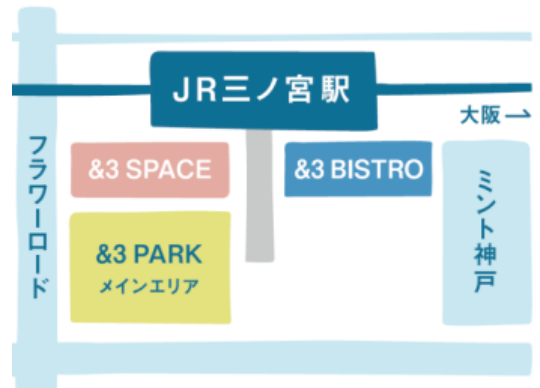 JR三ノ宮駅
大阪→
フラワーロード
&3 SPACE
&3 BISTRO
ミント神戸
&3 PARK
メインエリア